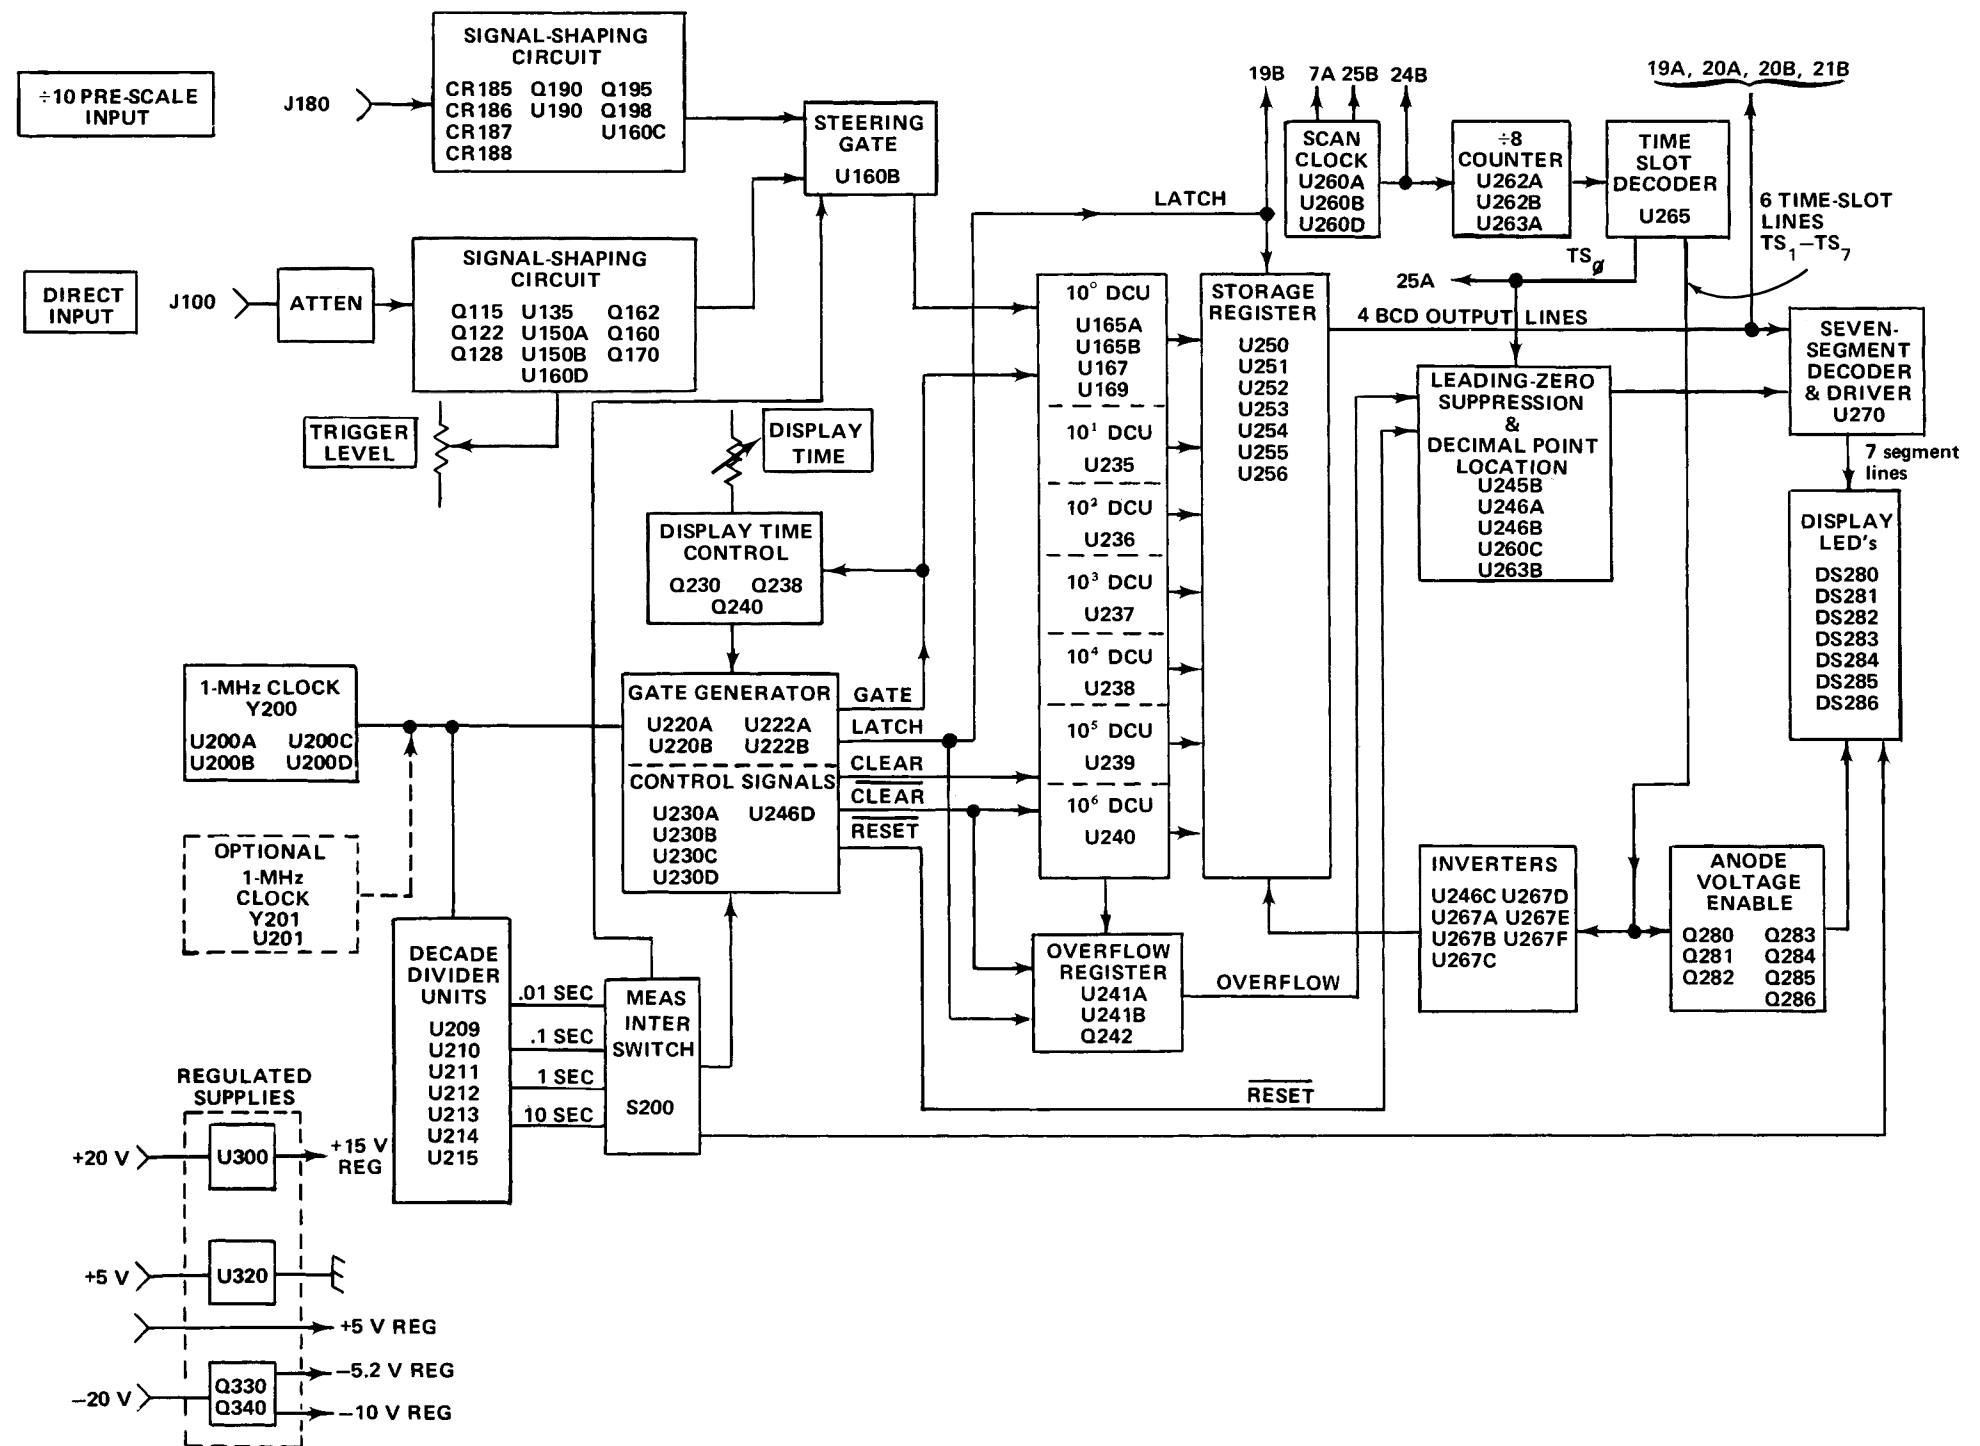 ÷10 PRE-SCALE
INPUT
J180
SIGNAL-SHAPING
CIRCUIT
CR185 Q190 Q195
CR186 U190 Q198
CR187 U160C
CR188
STEERING
GATE
U160B
DIRECT
INPUT
J100
ATTEN
SIGNAL-SHAPING
CIRCUIT
Q115 U135 Q162
Q122 U150A Q160
Q128 U150B Q170
U160D
TRIGGER
LEVEL
DISPLAY
TIME
DISPLAY TIME
CONTROL
Q230 Q238
Q240
1-MHz CLOCK
Y200
U200A U200C
U200B U200D
OPTIONAL
1-MHz
CLOCK
Y201
U201
GATE GENERATOR
U220A U222A
U220B U222B
CONTROL SIGNALS
U230A U246D
U230B
U230C
U230D
GATE
LATCH
CLEAR
CLEAR
RESET
DECADE
DIVIDER
UNITS
U209
U210
U211
U212
U213
U214
U215
.01 SEC
.1 SEC
1 SEC
10 SEC
MEAS
INTER
SWITCH
S200
REGULATED
SUPPLIES
+20 V
U300
+15 V
REG
+5 V
U320
+5 V REG
−20 V
Q330
Q340
−5.2 V REG
−10 V REG
LATCH
19B
7A 25B 24B
19A, 20A, 20B, 21B
SCAN
CLOCK
U260A
U260B
U260D
÷8
COUNTER
U262A
U262B
U263A
TIME
SLOT
DECODER
U265
6 TIME-SLOT
LINES
TS₁–TS₇
TS∅
25A
10⁰ DCU
U165A
U165B
U167
U169
10¹ DCU
U235
10² DCU
U236
10³ DCU
U237
10⁴ DCU
U238
10⁵ DCU
U239
10⁶ DCU
U240
STORAGE
REGISTER
U250
U251
U252
U253
U254
U255
U256
4 BCD OUTPUT LINES
LEADING-ZERO
SUPPRESSION
&
DECIMAL POINT
LOCATION
U245B
U246A
U246B
U260C
U263B
SEVEN-
SEGMENT
DECODER
& DRIVER
U270
7 segment
lines
DISPLAY
LED's
DS280
DS281
DS282
DS283
DS284
DS285
DS286
OVERFLOW
REGISTER
U241A
U241B
Q242
OVERFLOW
RESET
INVERTERS
U246C U267D
U267A U267E
U267B U267F
U267C
ANODE
VOLTAGE
ENABLE
Q280 Q283
Q281 Q284
Q282 Q285
Q286